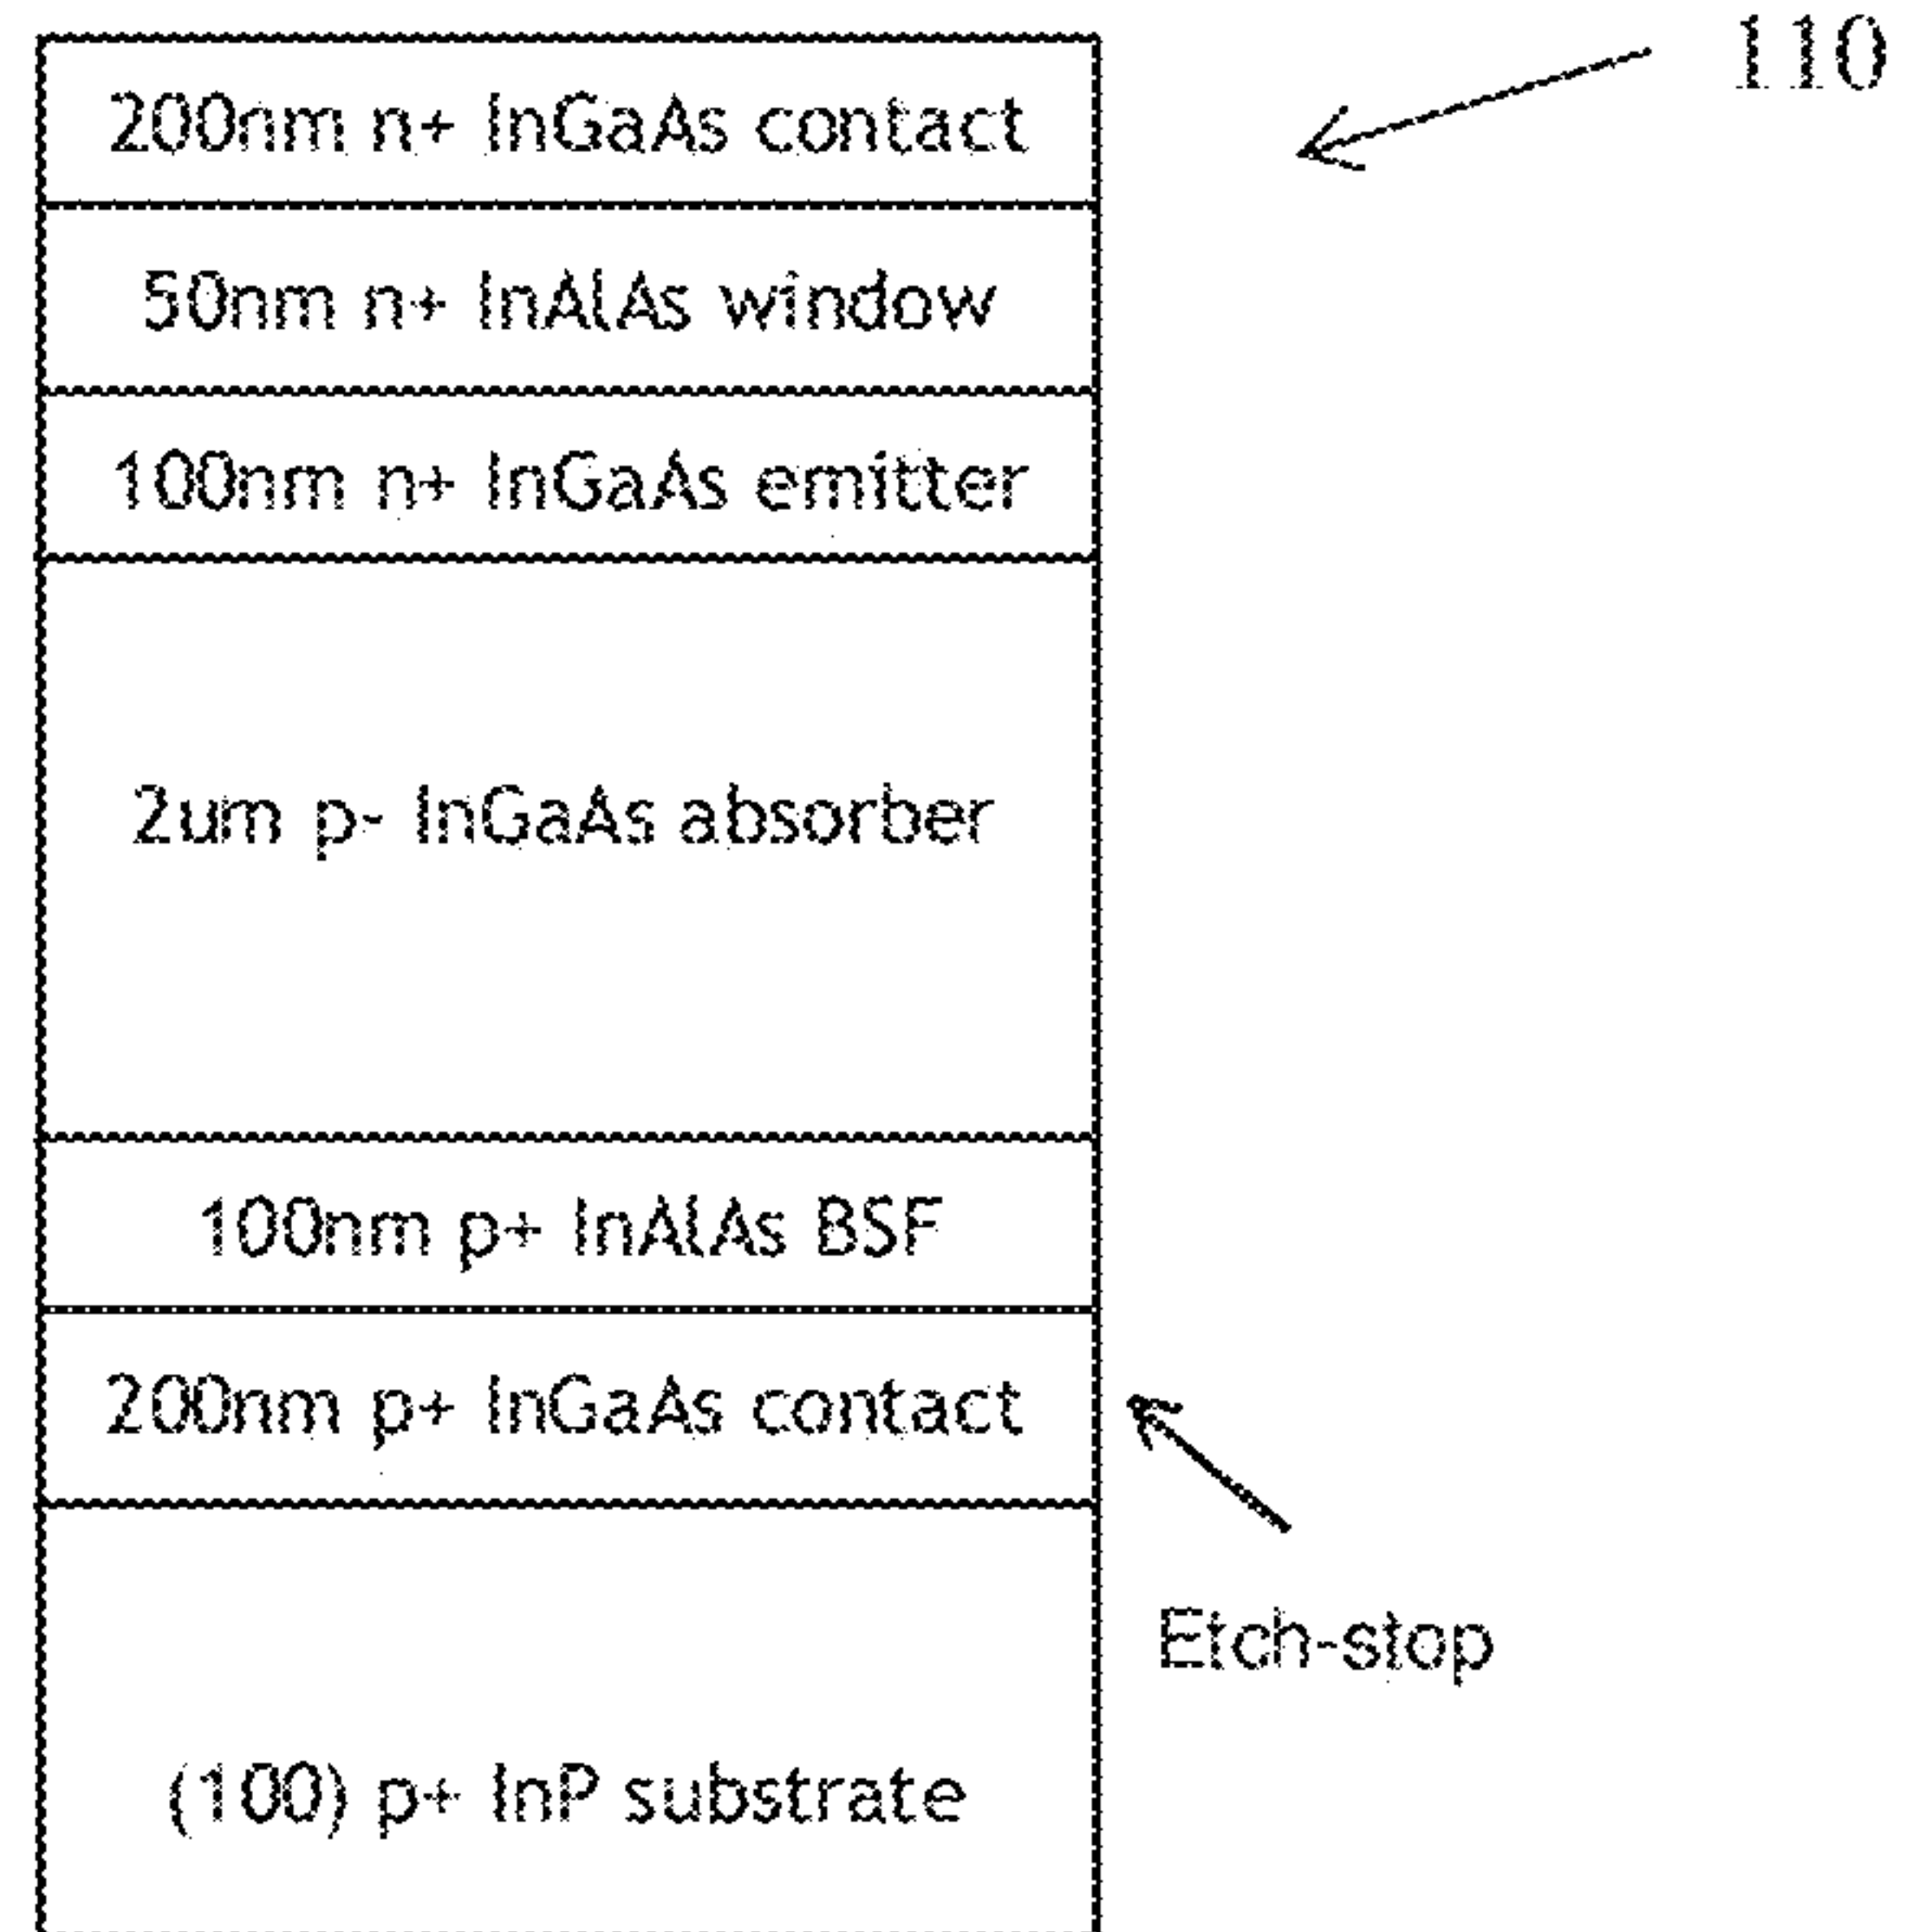 110
200nm n+ InGaAs contact
50nm n+ InAlAs window
100nm n+ InGaAs emitter
2um p- InGaAs absorber
100nm p+ InAlAs BSF
200nm p+ InGaAs contact
Etch-stop
(100) p+ InP substrate